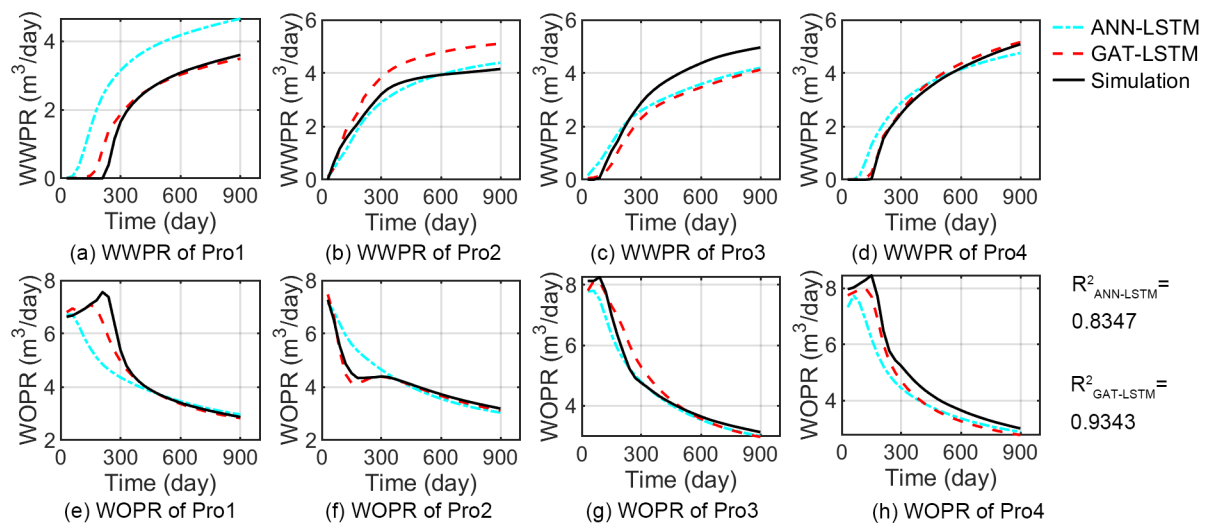 WWPR (m³/day)
4
2
0
0
300
600
900
Time (day)
(a) WWPR of Pro1
WWPR (m³/day)
6
4
2
0
0
300
600
900
Time (day)
(b) WWPR of Pro2
WWPR (m³/day)
6
4
2
0
0
300
600
900
Time (day)
(c) WWPR of Pro3
WWPR (m³/day)
6
4
2
0
0
300
600
900
Time (day)
(d) WWPR of Pro4
ANN-LSTM
GAT-LSTM
Simulation
WOPR (m³/day)
8
6
4
2
0
300
600
900
Time (day)
(e) WOPR of Pro1
WOPR (m³/day)
8
6
4
2
0
300
600
900
Time (day)
(f) WOPR of Pro2
WOPR (m³/day)
8
6
4
0
300
600
900
Time (day)
(g) WOPR of Pro3
WOPR (m³/day)
8
6
4
0
300
600
900
Time (day)
(h) WOPR of Pro4
R²ANN-LSTM=
0.8347
R²GAT-LSTM=
0.9343